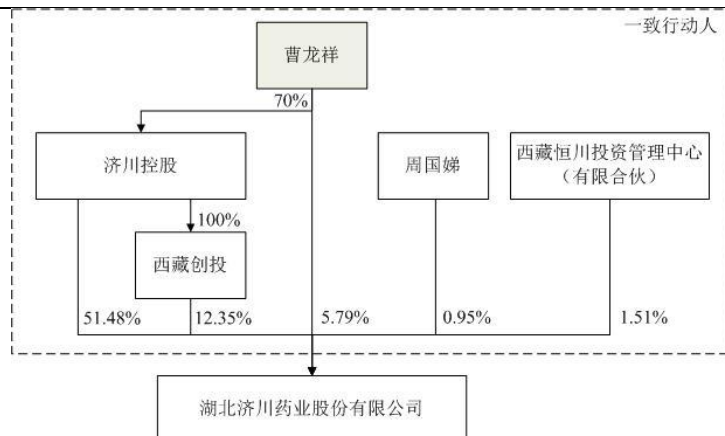 一致行动人
曹龙祥
70%
济川控股
周国娣
西藏恒川投资管理中心
（有限合伙）
100%
西藏创投
51.48%
12.35%
5.79%
0.95%
1.51%
湖北济川药业股份有限公司